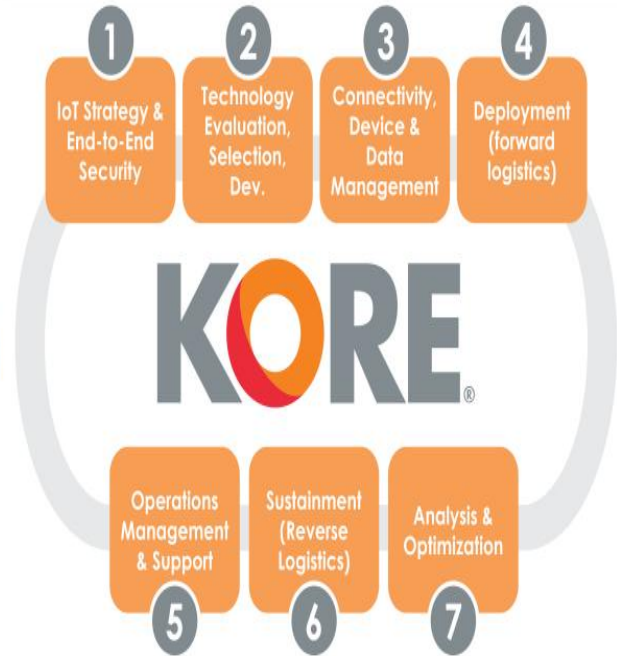 1
IoT Strategy &
End-to-End
Security
2
Technology
Evaluation,
Selection,
Dev.
3
Connectivity,
Device &
Data
Management
4
Deployment
(forward
logistics)
KORE®
Operations
Management
& Support
5
Sustainment
(Reverse
Logistics)
6
Analysis &
Optimization
7